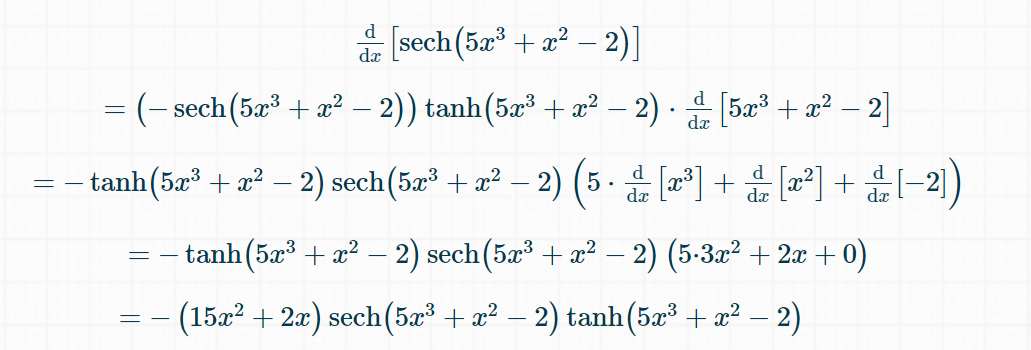 d/dx [sech(5x³ + x² − 2)]
= (− sech(5x³ + x² − 2)) tanh(5x³ + x² − 2) · d/dx [5x³ + x² − 2]
= − tanh(5x³ + x² − 2) sech(5x³ + x² − 2) (5 · d/dx [x³] + d/dx [x²] + d/dx [−2])
= − tanh(5x³ + x² − 2) sech(5x³ + x² − 2) (5·3x² + 2x + 0)
= − (15x² + 2x) sech(5x³ + x² − 2) tanh(5x³ + x² − 2)